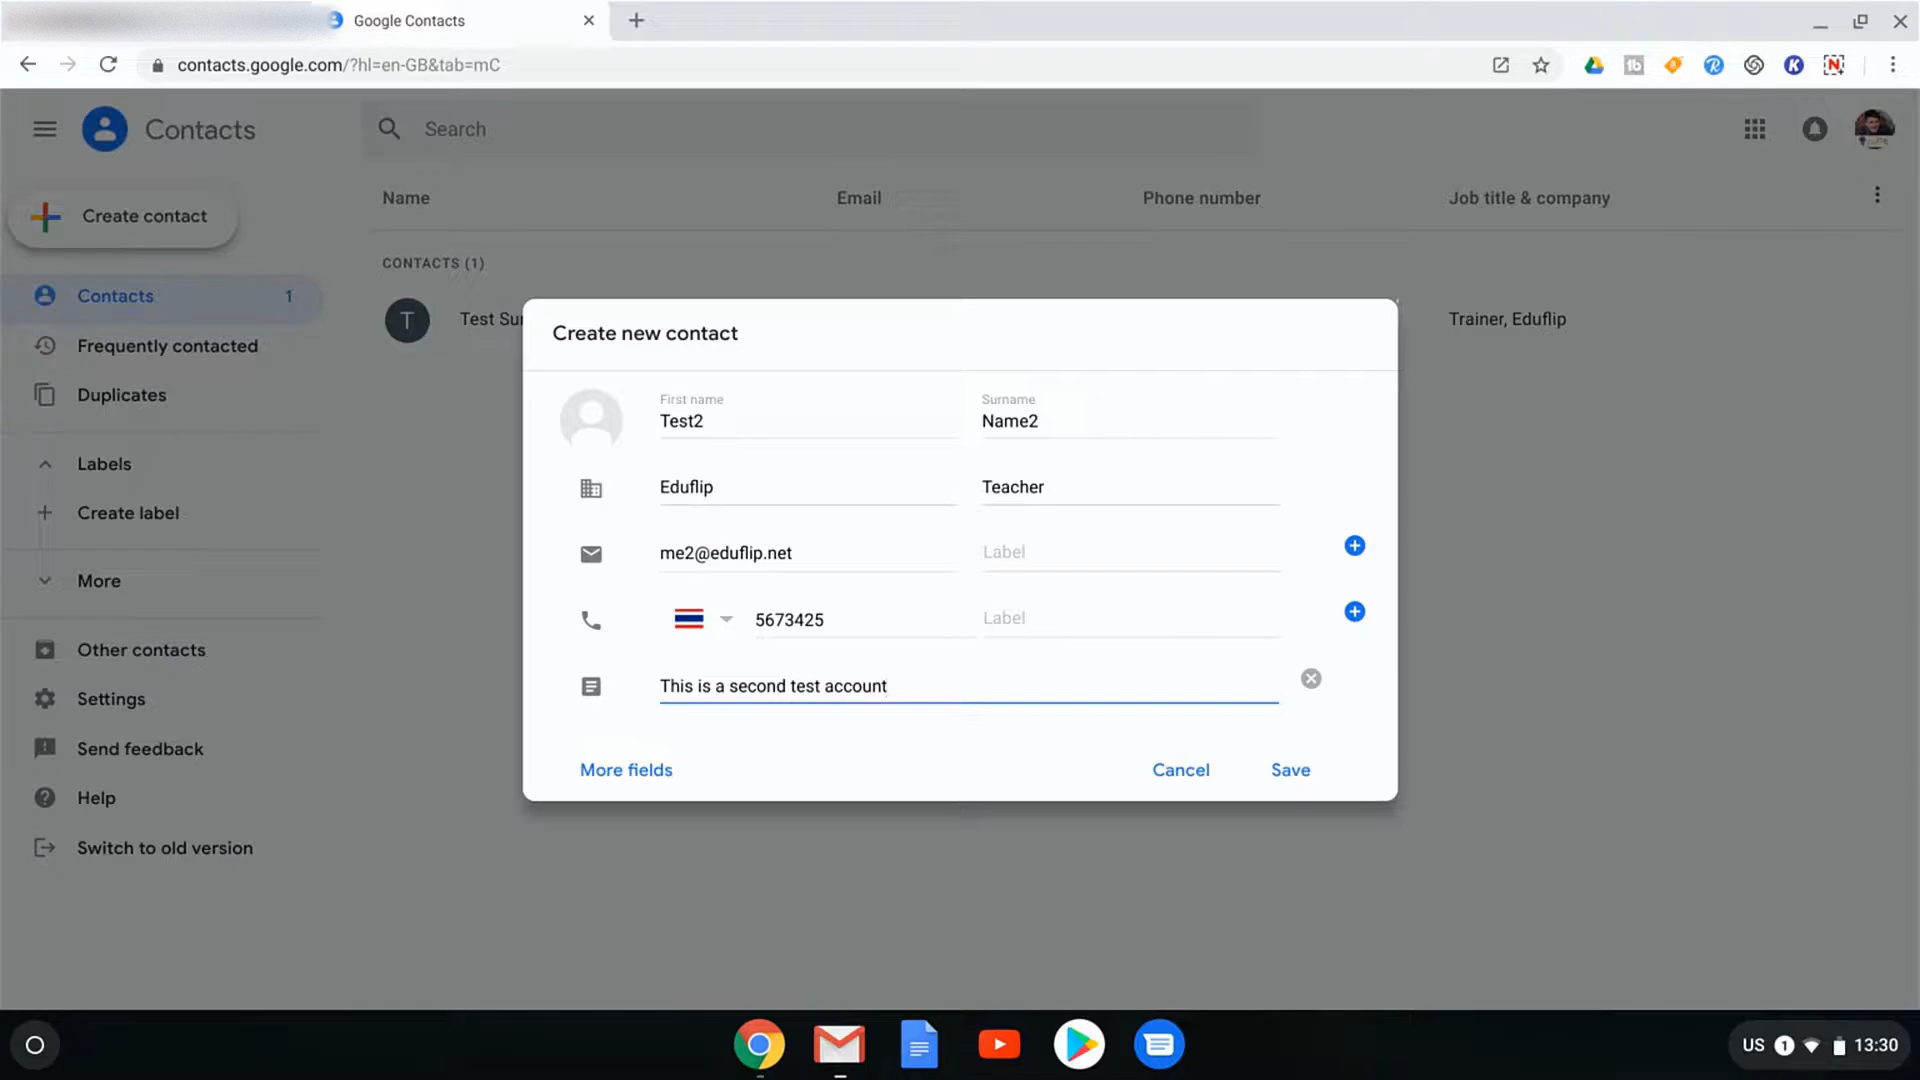 Google Contacts
contacts.google.com/?hl=en-GB&tab=mC
Contacts
Search
Create contact
Name
Email
Phone number
Job title & company
CONTACTS (1)
Contacts
1
T
Test Sur
Trainer, Eduflip
Frequently contacted
Duplicates
Labels
Create label
More
Other contacts
Settings
Send feedback
Help
Switch to old version
Create new contact
First name
Test2
Surname
Name2
Eduflip
Teacher
me2@eduflip.net
Label
5673425
Label
This is a second test account
More fields
Cancel
Save
US
1
13:30